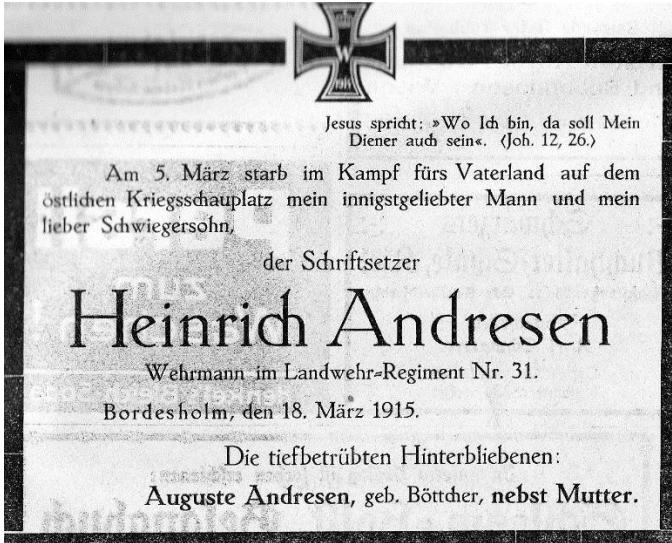 W
1914
Jesus spricht: »Wo Ich bin, da soll Mein
Diener auch sein«. (Joh. 12, 26.)
Am 5. März starb im Kampf fürs Vaterland auf dem
östlichen Kriegsschauplatz mein innigstgeliebter Mann und mein
lieber Schwiegersohn,
der Schriftsetzer
Heinrich Andresen
Wehrmann im Landwehr-Regiment Nr. 31.
Bordesholm, den 18. März 1915.
Die tiefbetrübten Hinterbliebenen:
Auguste Andresen, geb. Böttcher, nebst Mutter.